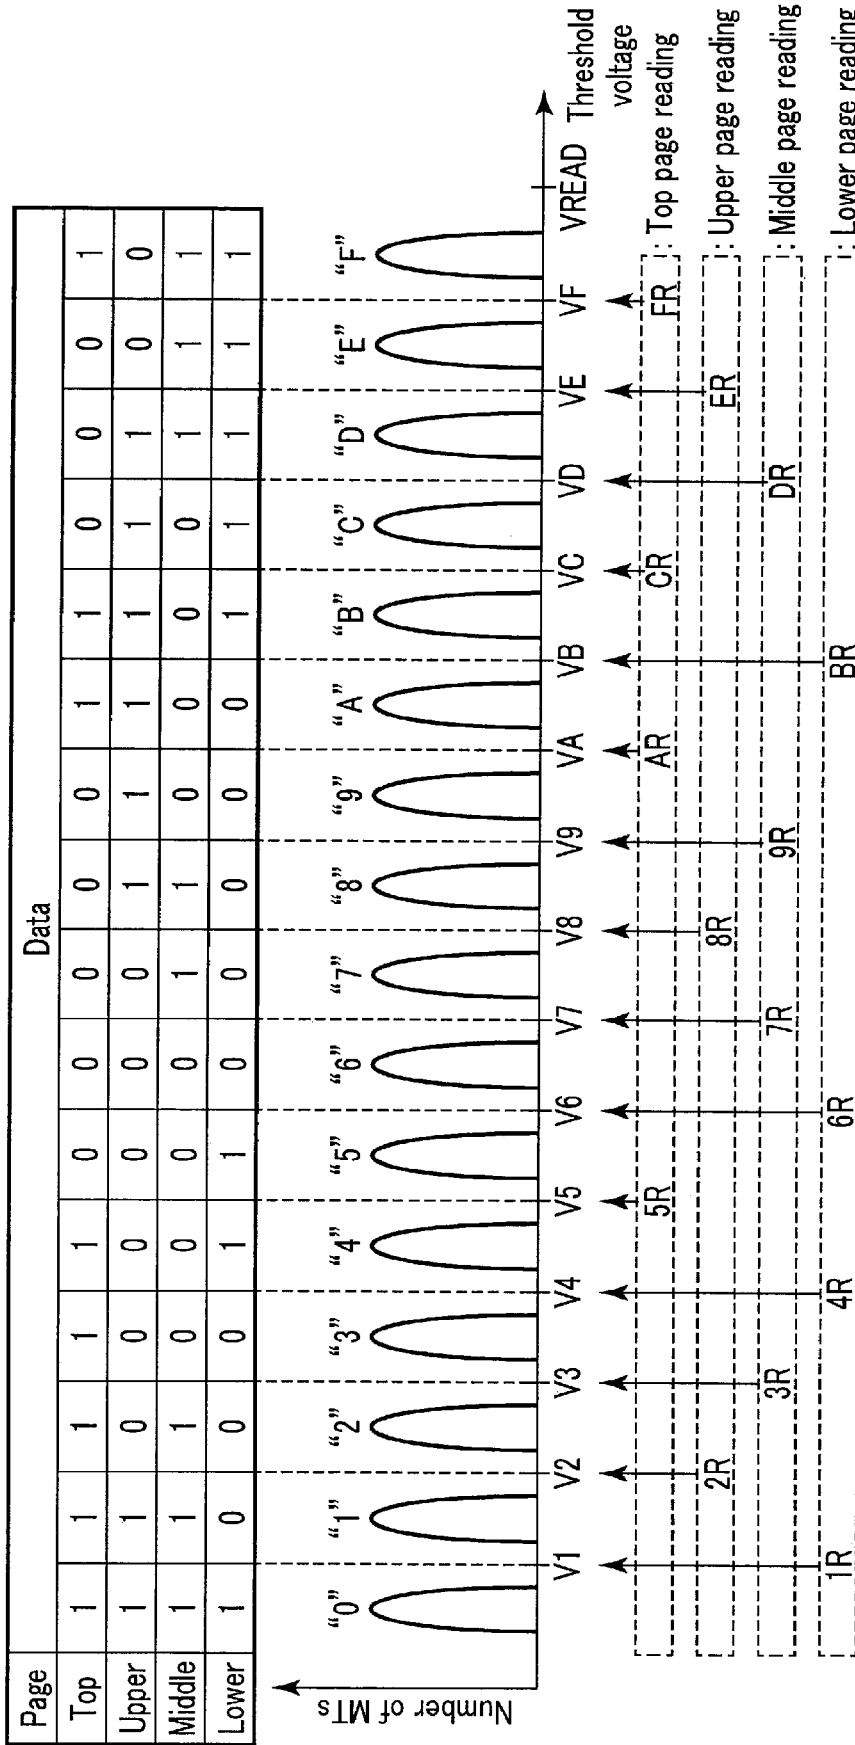 Page Data
Top 1 1 1 1 1 0 0 0 0 0 1 1 0 0 0 1
Upper 1 1 0 0 0 0 0 0 1 1 1 1 1 1 0 0
Middle 1 1 1 0 0 0 0 1 1 0 0 0 0 1 1 1
Lower 1 0 0 0 1 1 0 0 0 0 0 1 1 1 1 1
Number of MTs
“0” “1” “2” “3” “4” “5” “6” “7” “8” “9” “A” “B” “C” “D” “E” “F”
V1 V2 V3 V4 V5 V6 V7 V8 V9 VA VB VC VD VE VF VREAD Threshold
voltage
5R AR CR FR : Top page reading
2R 8R ER : Upper page reading
3R 7R 9R DR : Middle page reading
1R 4R 6R BR : Lower page reading